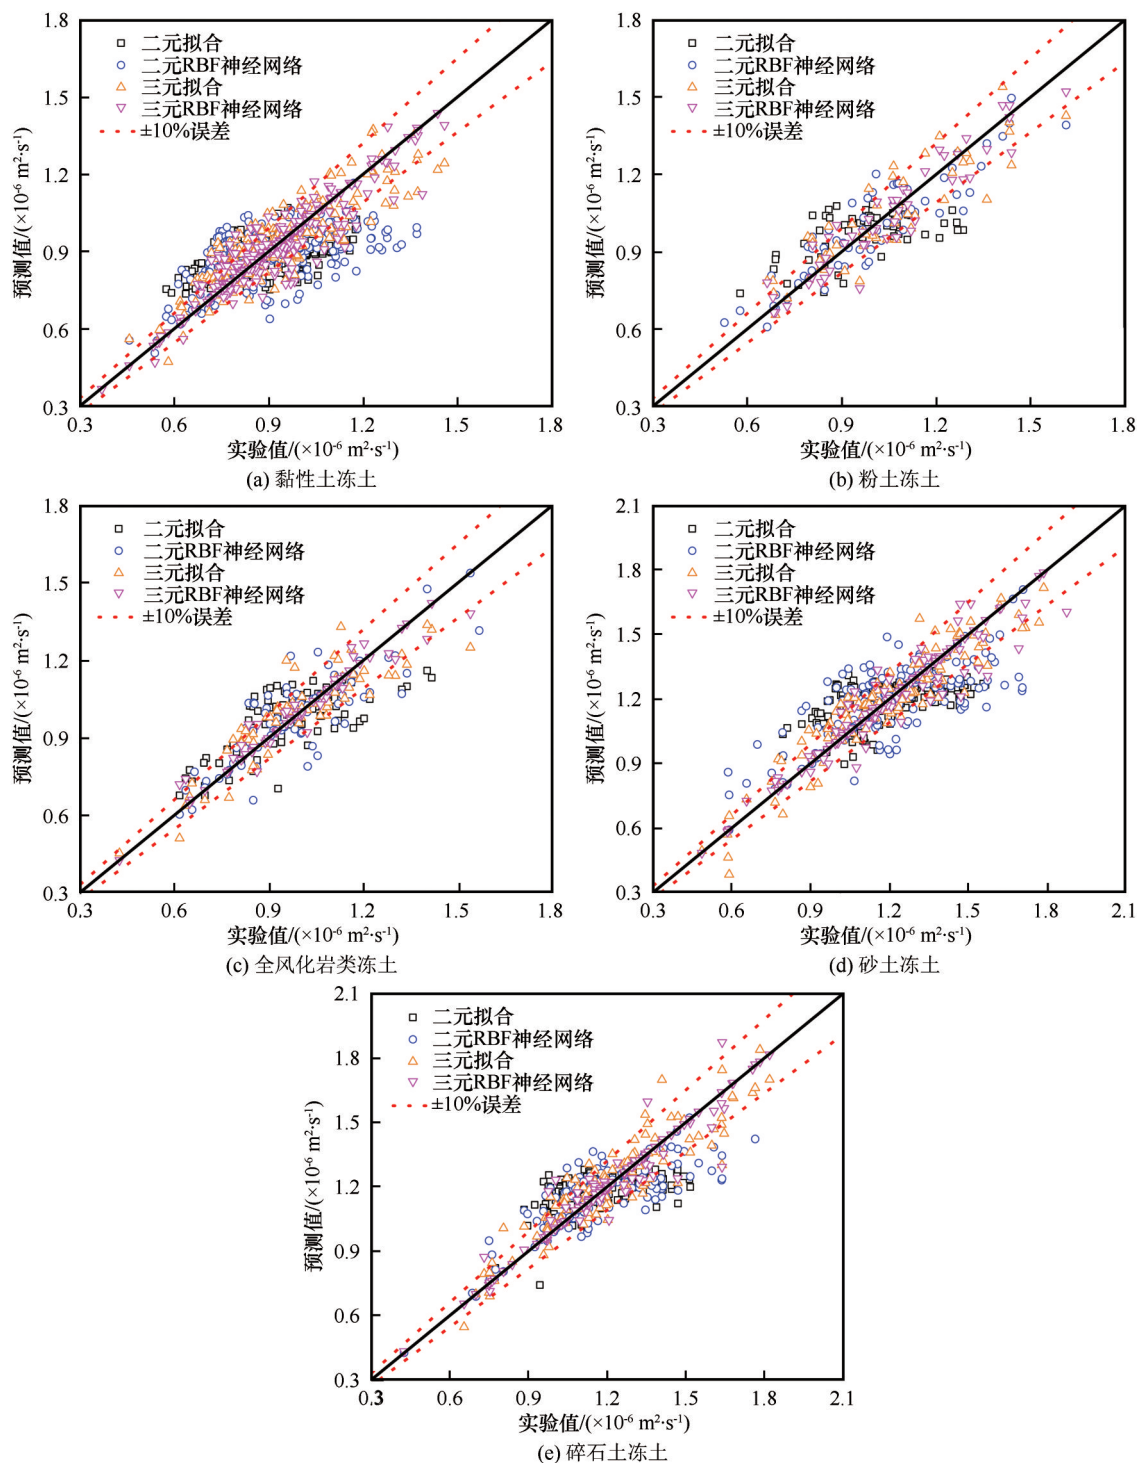 1.8
1.5
1.2
0.9
0.6
0.3
预测值/(×10⁻⁶ m²·s⁻¹)
二元拟合
二元RBF神经网络
三元拟合
三元RBF神经网络
±10%误差
0.3 0.6 0.9 1.2 1.5 1.8
实验值/(×10⁻⁶ m²·s⁻¹)
(a) 黏性土冻土
1.8
1.5
1.2
0.9
0.6
0.3
预测值/(×10⁻⁶ m²·s⁻¹)
二元拟合
二元RBF神经网络
三元拟合
三元RBF神经网络
±10%误差
0.3 0.6 0.9 1.2 1.5 1.8
实验值/(×10⁻⁶ m²·s⁻¹)
(b) 粉土冻土
1.8
1.5
1.2
0.9
0.6
0.3
预测值/(×10⁻⁶ m²·s⁻¹)
二元拟合
二元RBF神经网络
三元拟合
三元RBF神经网络
±10%误差
0.3 0.6 0.9 1.2 1.5 1.8
实验值/(×10⁻⁶ m²·s⁻¹)
(c) 全风化岩类冻土
2.1
1.8
1.5
1.2
0.9
0.6
0.3
预测值/(×10⁻⁶ m²·s⁻¹)
二元拟合
二元RBF神经网络
三元拟合
三元RBF神经网络
±10%误差
0.3 0.6 0.9 1.2 1.5 1.8 2.1
实验值/(×10⁻⁶ m²·s⁻¹)
(d) 砂土冻土
2.1
1.8
1.5
1.2
0.9
0.6
0.3
预测值/(×10⁻⁶ m²·s⁻¹)
二元拟合
二元RBF神经网络
三元拟合
三元RBF神经网络
±10%误差
0.3 0.6 0.9 1.2 1.5 1.8 2.1
实验值/(×10⁻⁶ m²·s⁻¹)
(e) 碎石土冻土